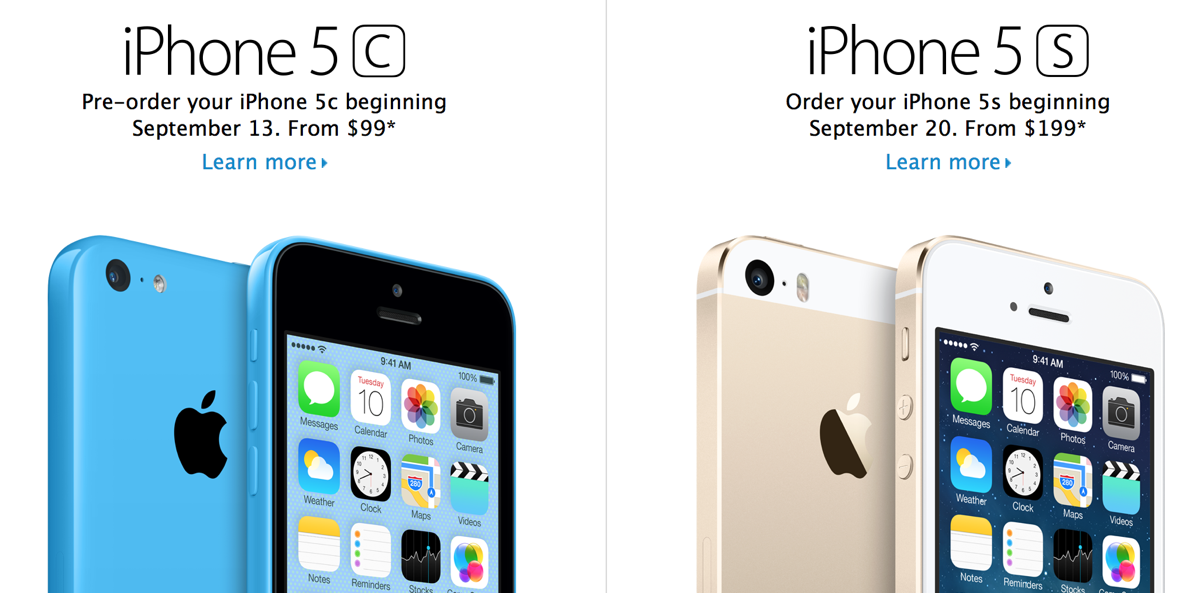 iPhone 5C
Pre-order your iPhone 5c beginning
September 13. From $99*
Learn more
9:41 AM
100%
Messages
Tuesday
10
Calendar
Photos
Camera
Weather
Clock
280
Maps
Videos
Notes
Reminders
Stocks
iPhone 5S
Order your iPhone 5s beginning
September 20. From $199*
Learn more
9:41 AM
100%
Messages
Tuesday
10
Calendar
Photos
Camera
Weather
Clock
280
Maps
Videos
Notes
Reminders
Stocks